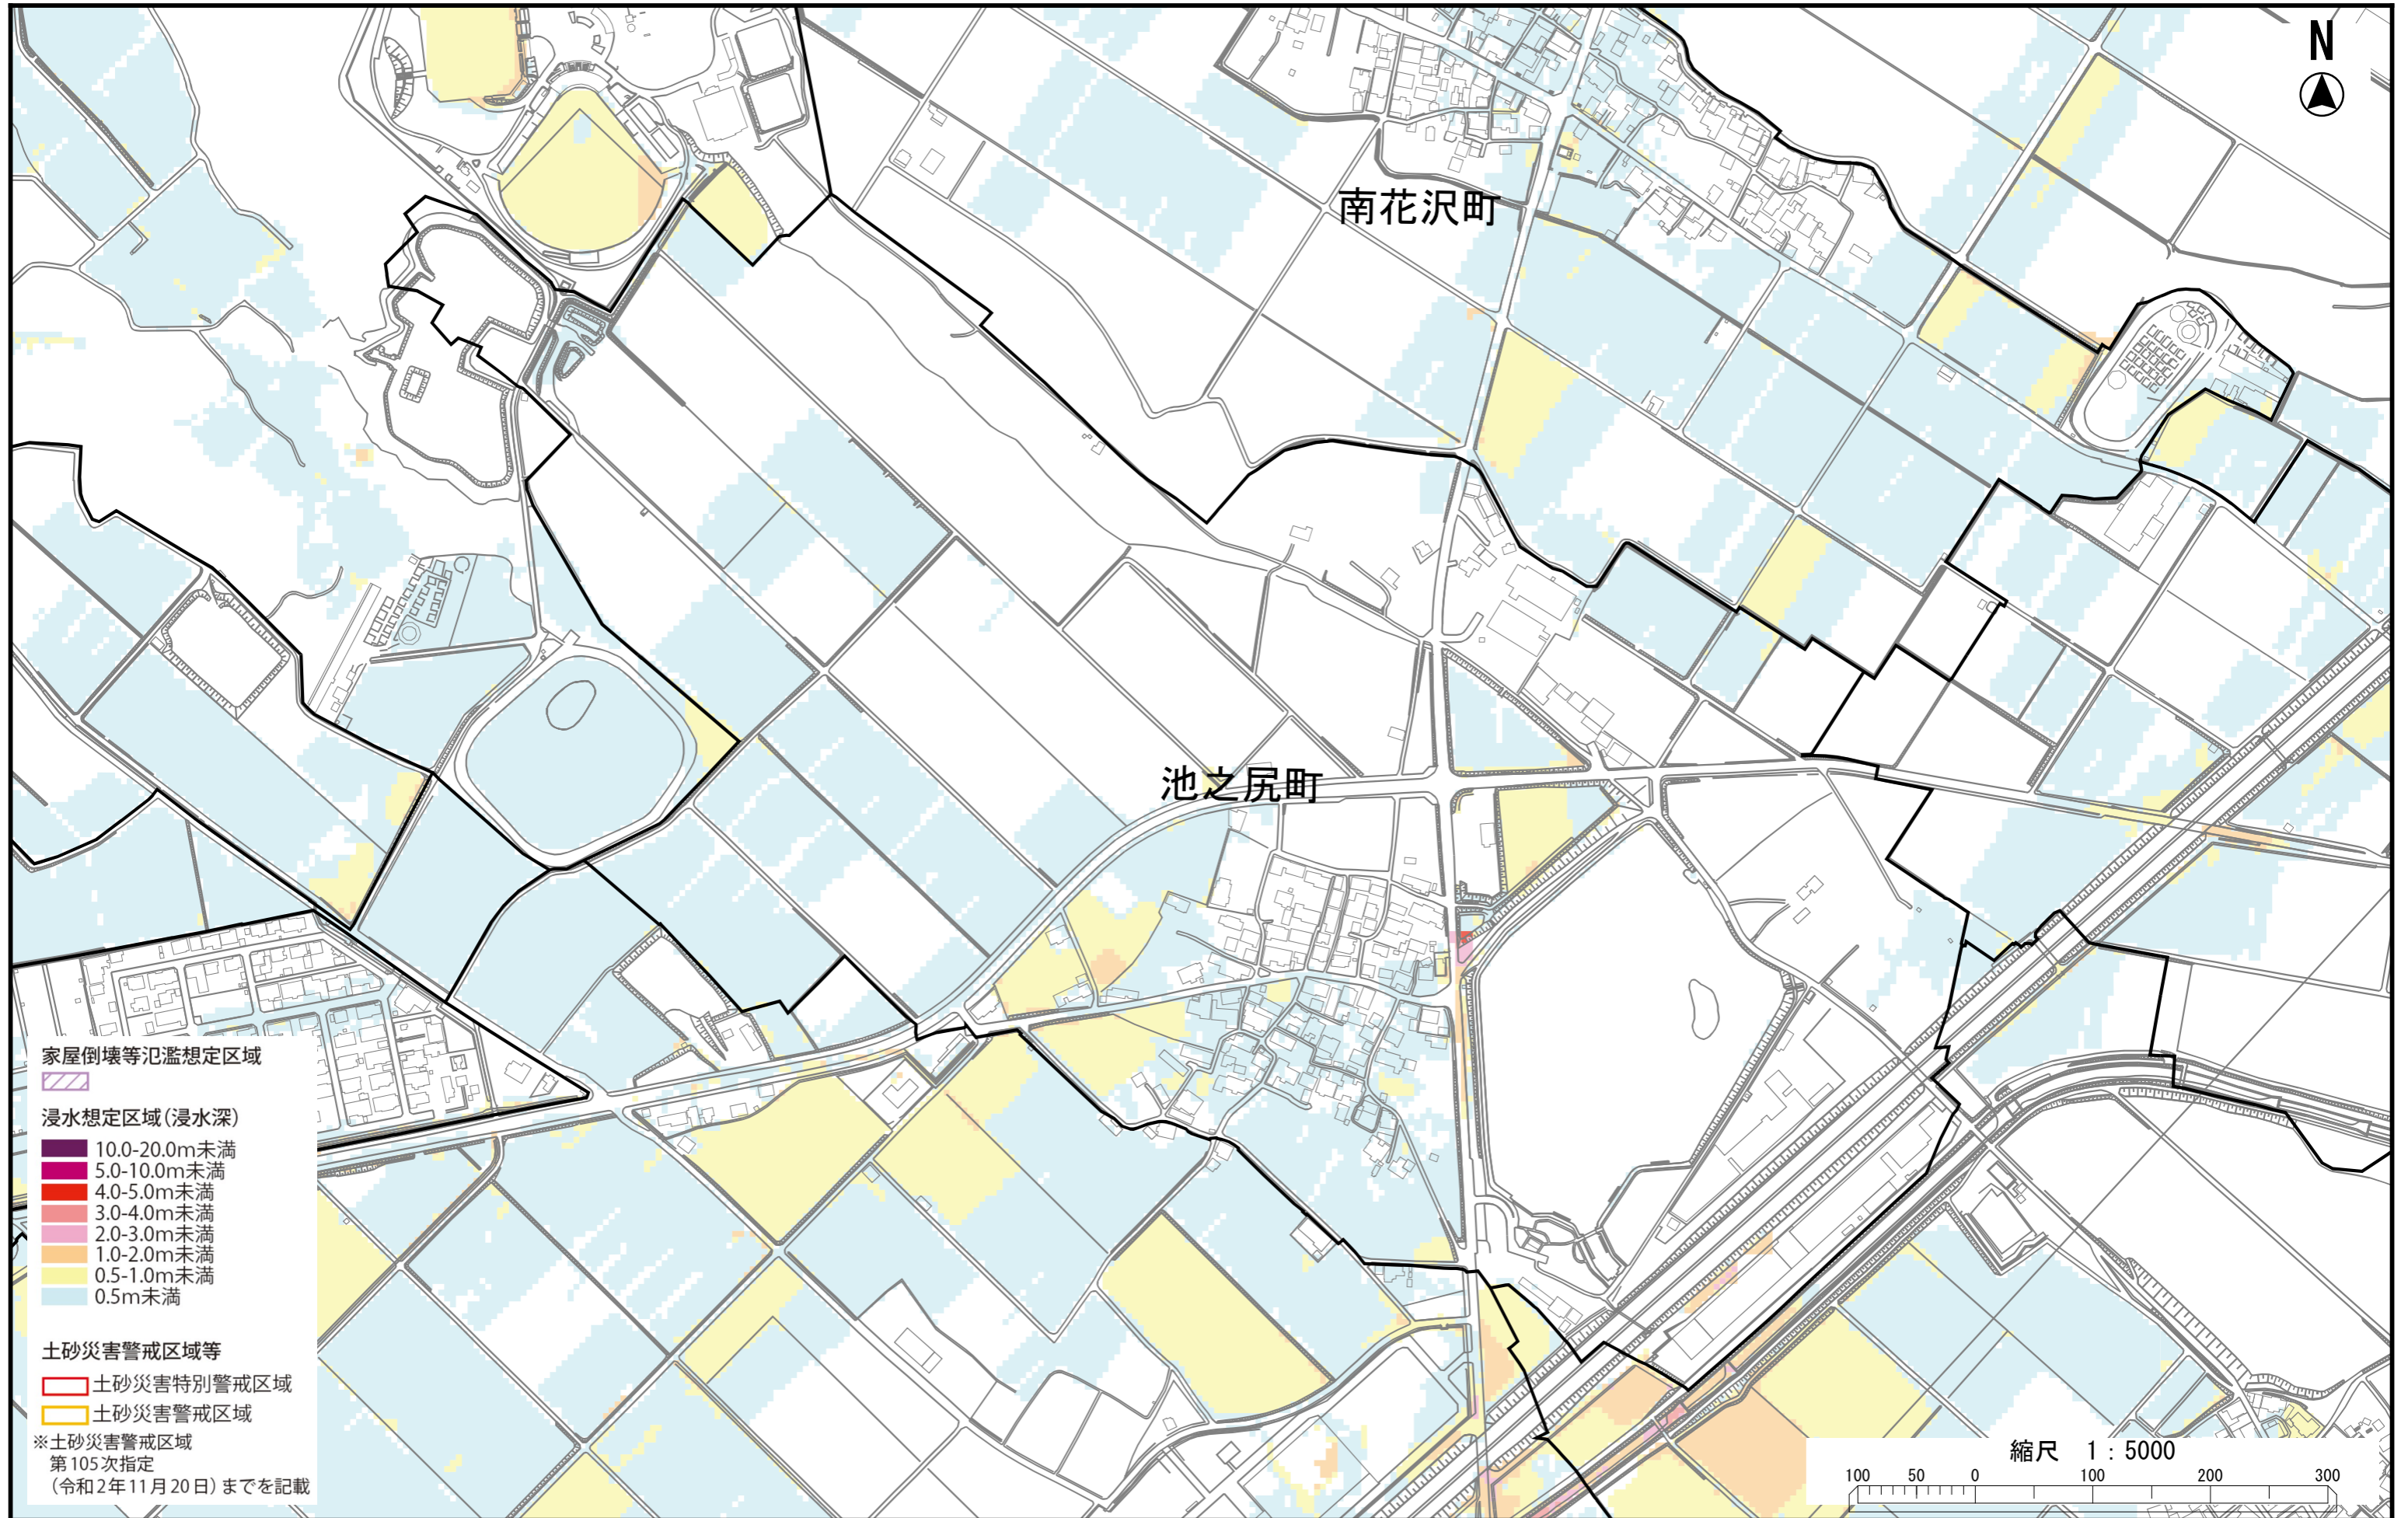 N
南花沢町
池之尻町
家屋倒壊等氾濫想定区域
浸水想定区域(浸水深)
10.0-20.0m未満
5.0-10.0m未満
4.0-5.0m未満
3.0-4.0m未満
2.0-3.0m未満
1.0-2.0m未満
0.5-1.0m未満
0.5m未満
土砂災害警戒区域等
土砂災害特別警戒区域
土砂災害警戒区域
※土砂災害警戒区域
第105次指定
(令和2年11月20日)までを記載
縮尺 1:5000
100 50 0 100 200 300